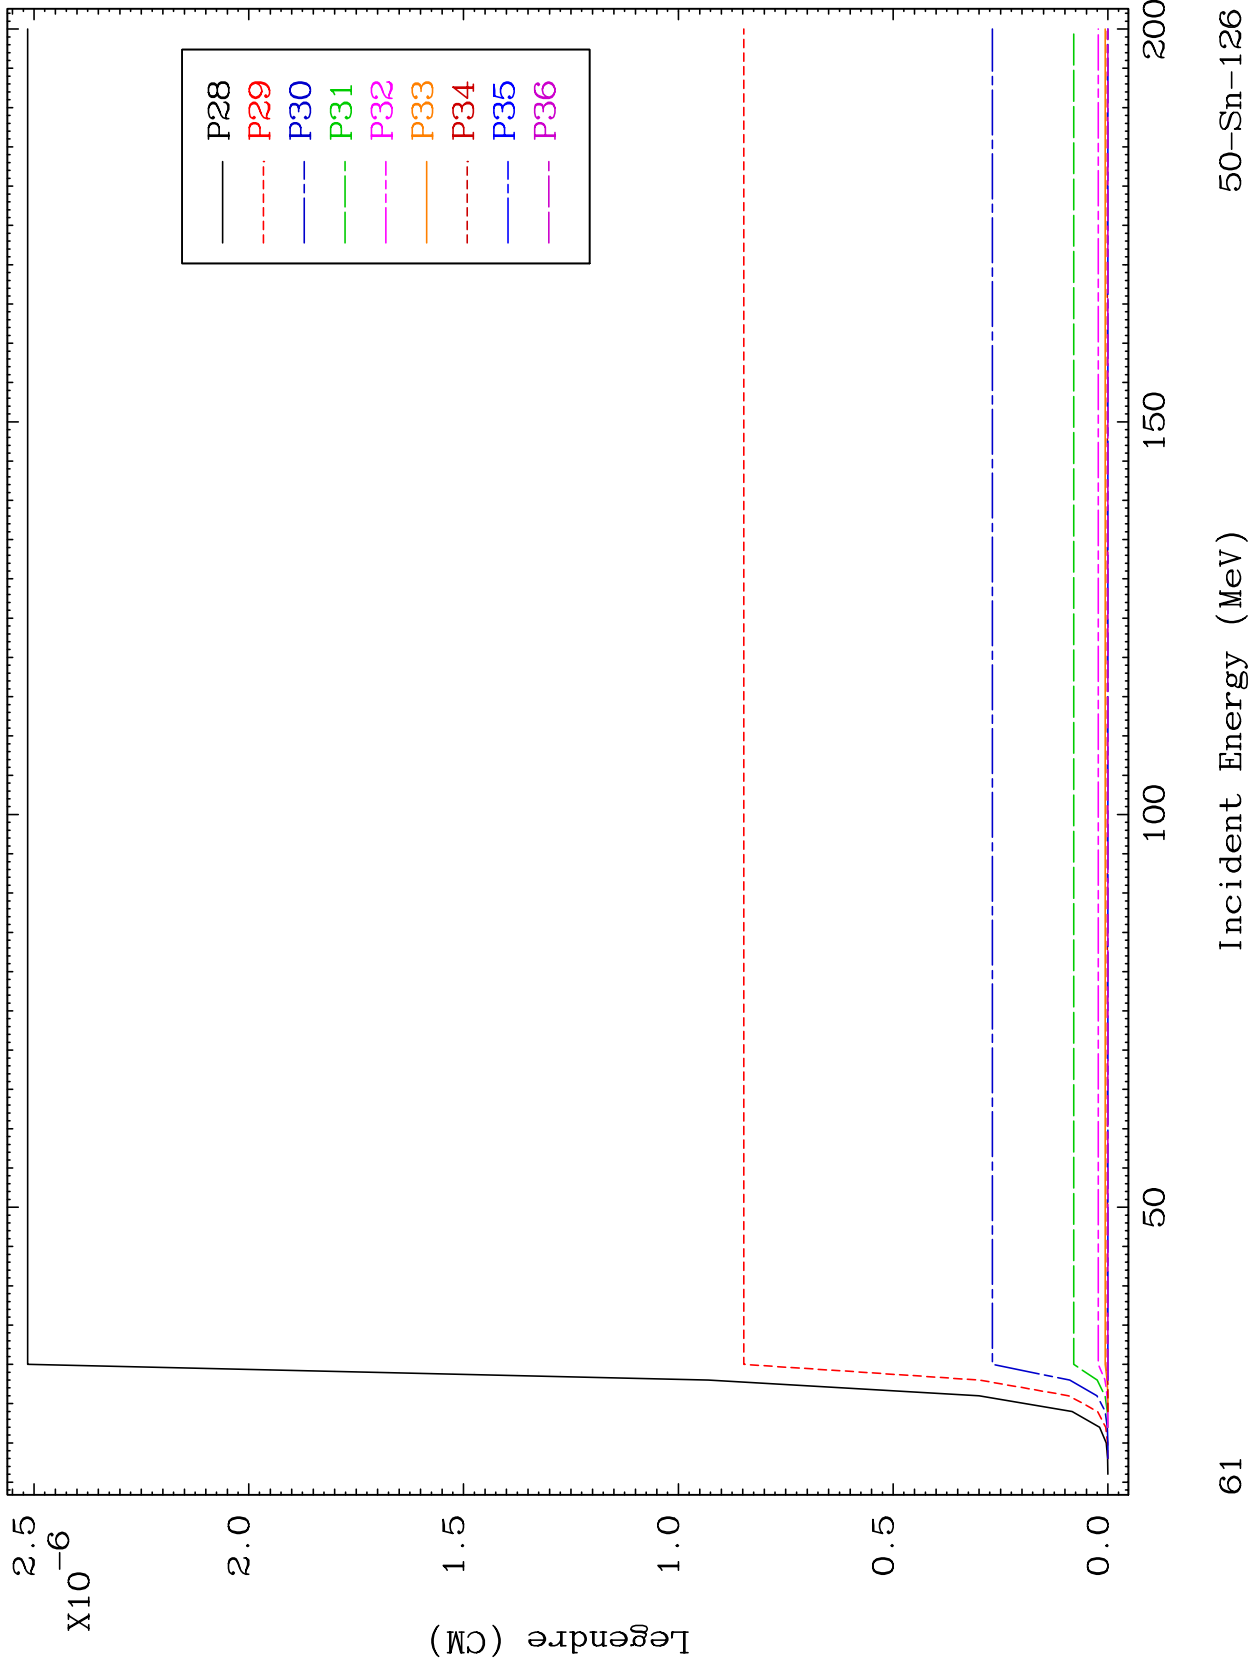 2.5
X10-6
2.0
1.5
1.0
0.5
0.0
Legendre (CM)
P28
P29
P30
P31
P32
P33
P34
P35
P36
50
100
150
200
Incident Energy (MeV)
61
50-Sn-126